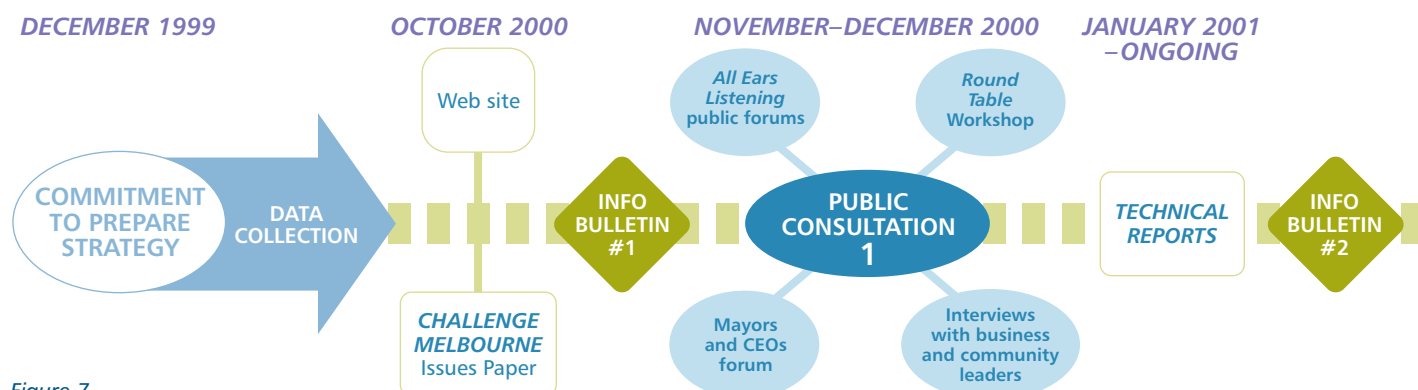 DECEMBER 1999
OCTOBER 2000
NOVEMBER–DECEMBER 2000
JANUARY 2001
–ONGOING
COMMITMENT
TO PREPARE
STRATEGY
DATA
COLLECTION
Web site
CHALLENGE
MELBOURNE
Issues Paper
INFO
BULLETIN
#1
All Ears
Listening
public forums
Round
Table
Workshop
PUBLIC
CONSULTATION
1
Mayors
and CEOs
forum
Interviews
with business
and community
leaders
TECHNICAL
REPORTS
INFO
BULLETIN
#2
Figure 7